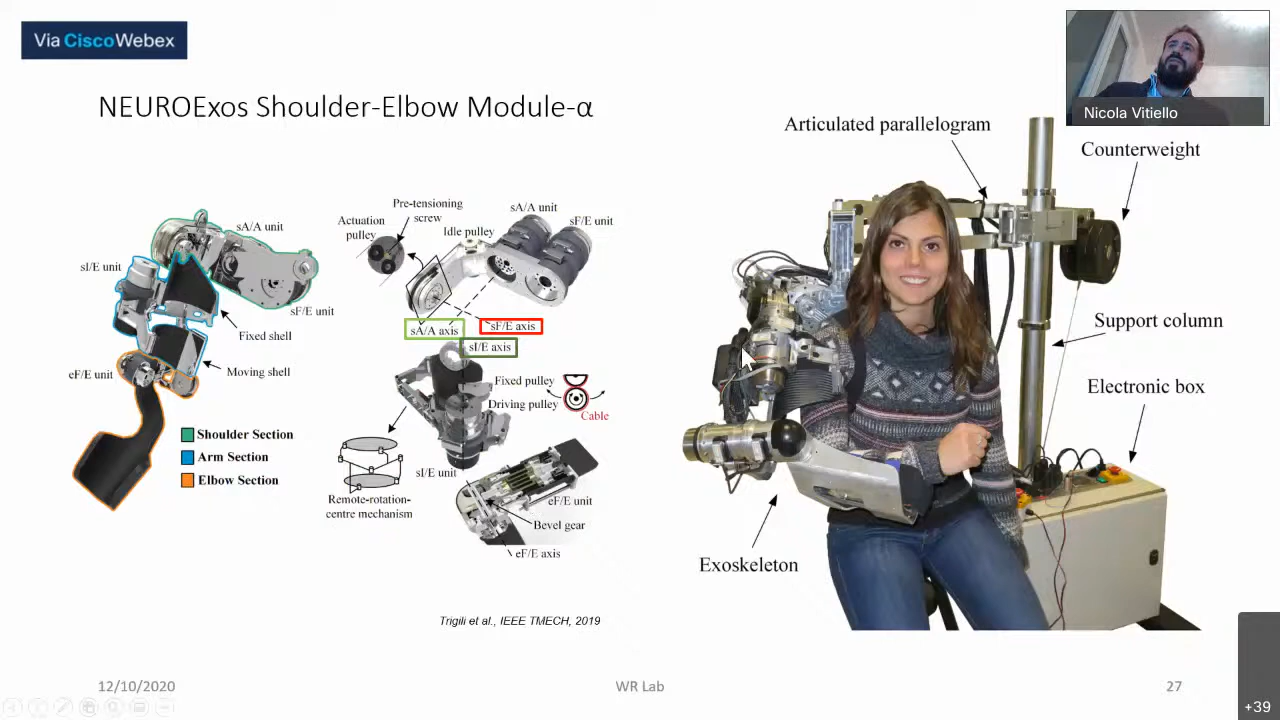 Via CiscoWebex
Nicola Vitiello
NEUROExos Shoulder-Elbow Module-α
sA/A unit
sI/E unit
sF/E unit
Fixed shell
eF/E unit
Moving shell
Shoulder Section
Arm Section
Elbow Section
Pre-tensioning
screw
Actuation
pulley
Idle pulley
sA/A unit
sF/E unit
sA/A axis
sF/E axis
sI/E axis
Fixed pulley
Driving pulley
Cable
sI/E unit
Remote-rotation-
centre mechanism
eF/E unit
Bevel gear
eF/E axis
Articulated parallelogram
Counterweight
Support column
Electronic box
Exoskeleton
Trigili et al., IEEE TMECH, 2019
12/10/2020
WR Lab
27
+39